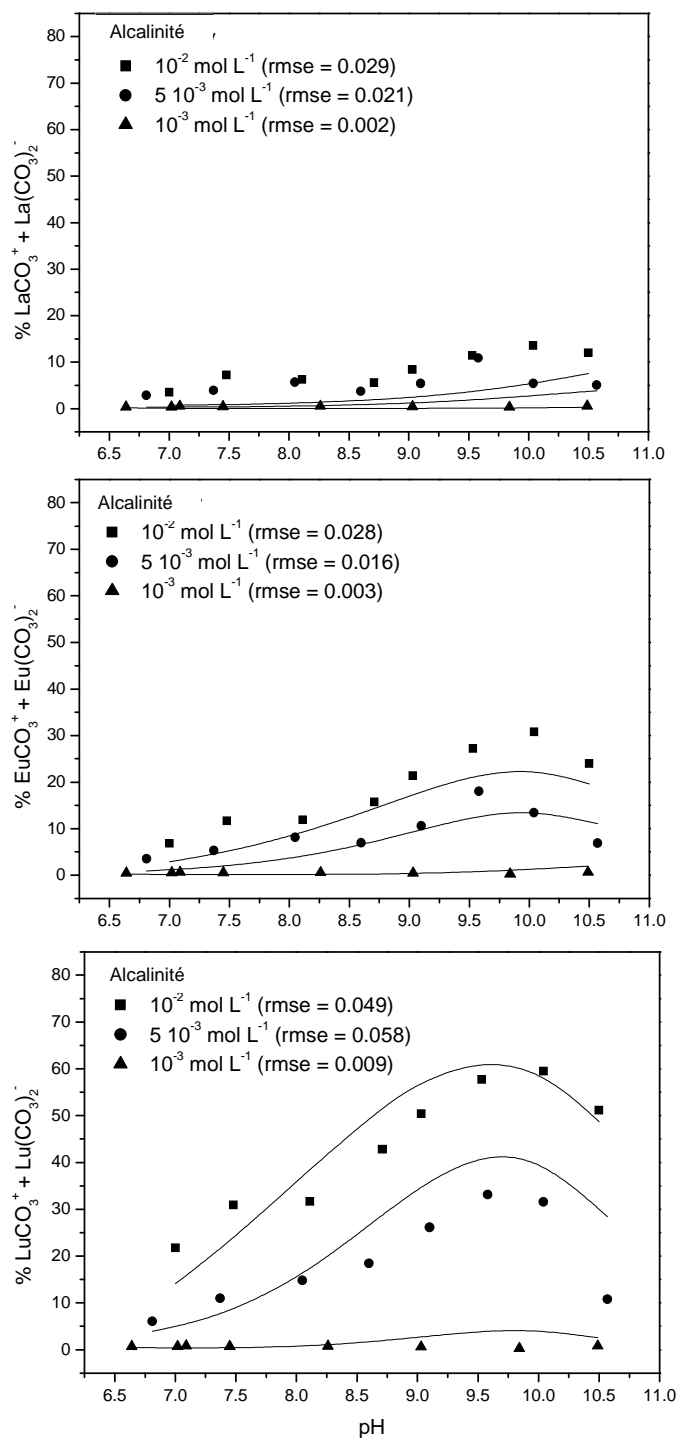 Alcalinité
10⁻² mol L⁻¹ (rmse = 0.029)
5 10⁻³ mol L⁻¹ (rmse = 0.021)
10⁻³ mol L⁻¹ (rmse = 0.002)
% LaCO₃⁺ + La(CO₃)₂⁻
80
70
60
50
40
30
20
10
0
6.5 7.0 7.5 8.0 8.5 9.0 9.5 10.0 10.5 11.0
Alcalinité
10⁻² mol L⁻¹ (rmse = 0.028)
5 10⁻³ mol L⁻¹ (rmse = 0.016)
10⁻³ mol L⁻¹ (rmse = 0.003)
% EuCO₃⁺ + Eu(CO₃)₂⁻
80
70
60
50
40
30
20
10
0
6.5 7.0 7.5 8.0 8.5 9.0 9.5 10.0 10.5 11.0
Alcalinité
10⁻² mol L⁻¹ (rmse = 0.049)
5 10⁻³ mol L⁻¹ (rmse = 0.058)
10⁻³ mol L⁻¹ (rmse = 0.009)
% LuCO₃⁺ + Lu(CO₃)₂⁻
80
70
60
50
40
30
20
10
0
6.5 7.0 7.5 8.0 8.5 9.0 9.5 10.0 10.5 11.0
pH